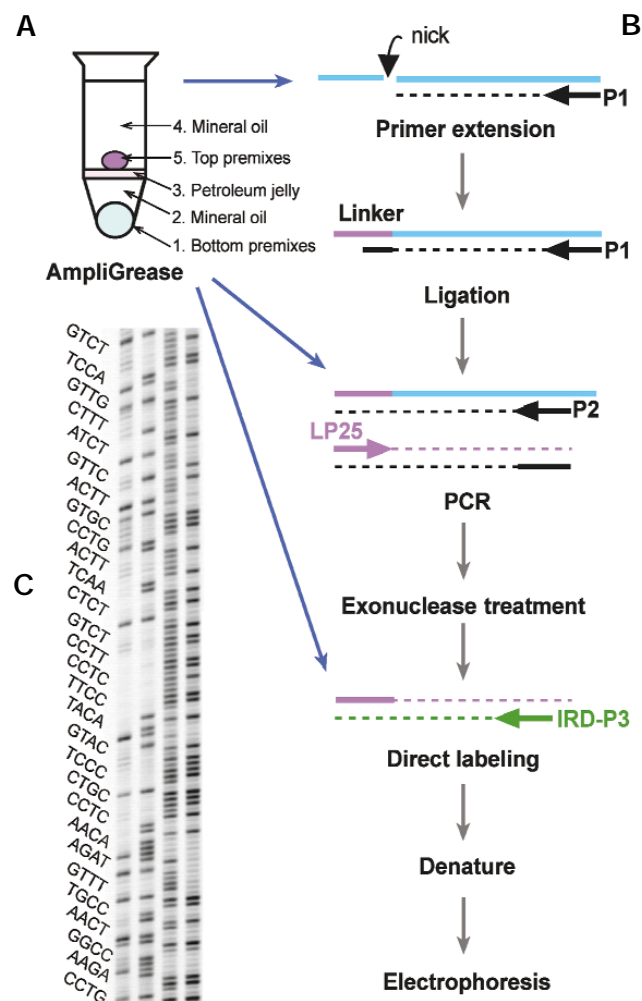 A
4. Mineral oil
5. Top premixes
3. Petroleum jelly
2. Mineral oil
1. Bottom premixes
AmpliGrease
B
nick
P1
Primer extension
Linker
P1
Ligation
P2
LP25
PCR
Exonuclease treatment
IRD-P3
Direct labeling
Denature
Electrophoresis
C
GTCT
TCCA
GTTG
CTTT
ATCT
GTTC
ACTT
GTGC
CCTG
ACTT
TCAA
CTCT
GTCT
CCTT
CCTC
TTCC
TACA
GTAC
TCCC
CTGC
CCTC
AACA
AGAT
GTTT
TGCC
AACT
GGCC
AAGA
CCTG